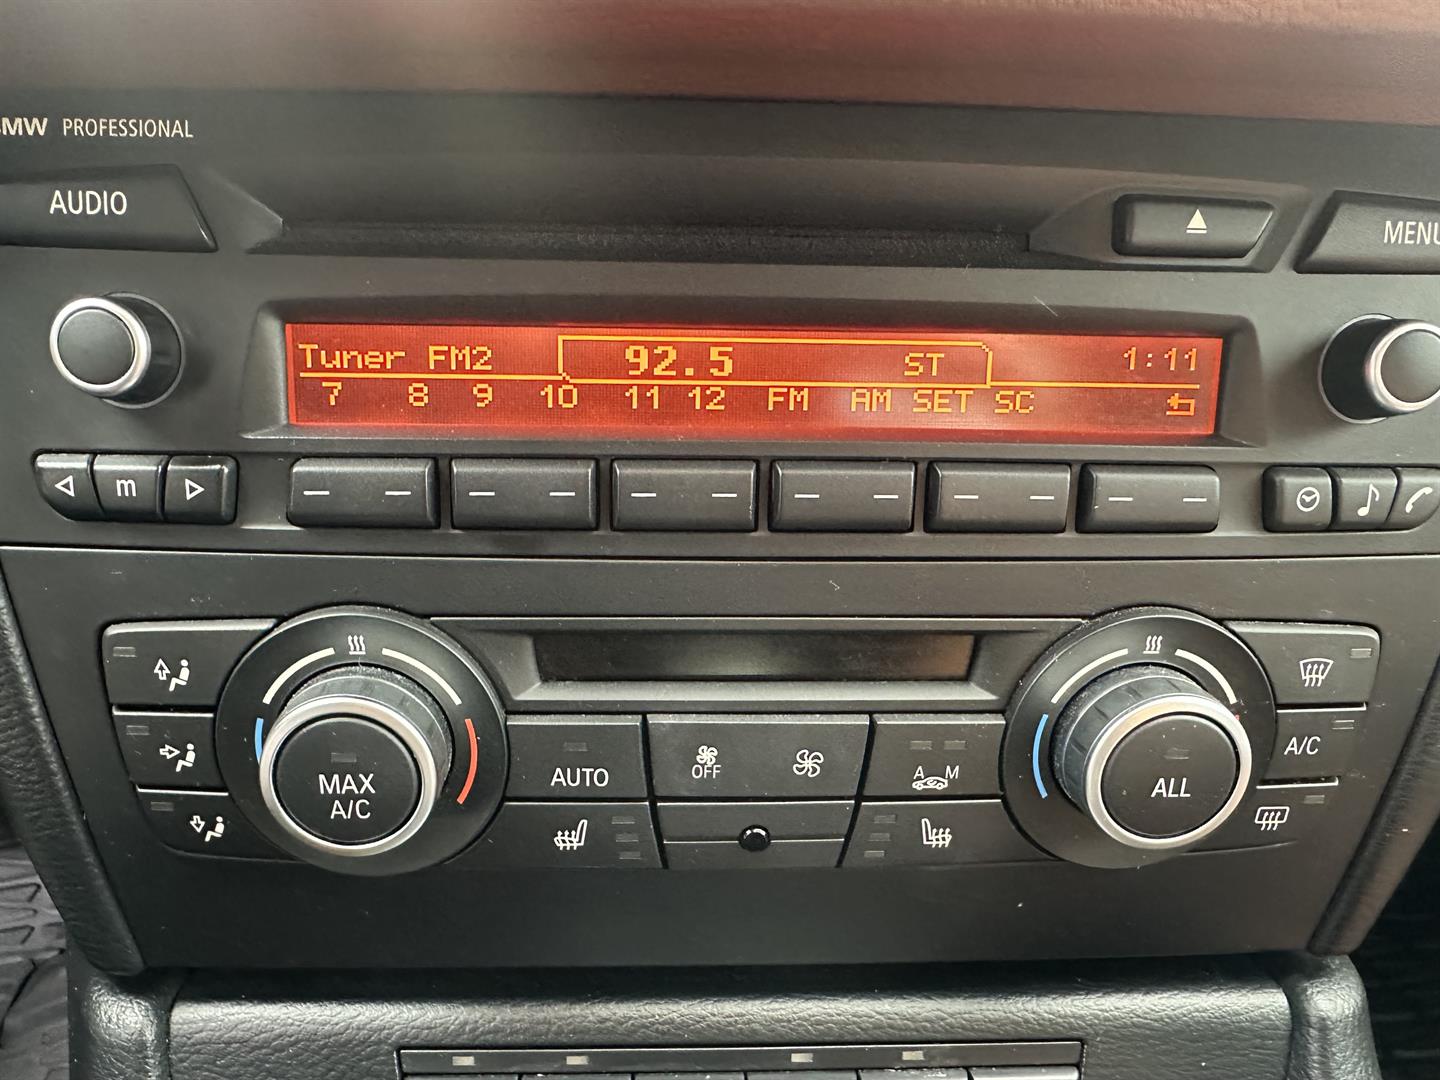 BMW PROFESSIONAL
AUDIO
MENU
Tuner FM2 92.5 ST 1:11
7 8 9 10 11 12 FM AM SET SC
m
MAX
A/C
AUTO
OFF
A M
ALL
A/C